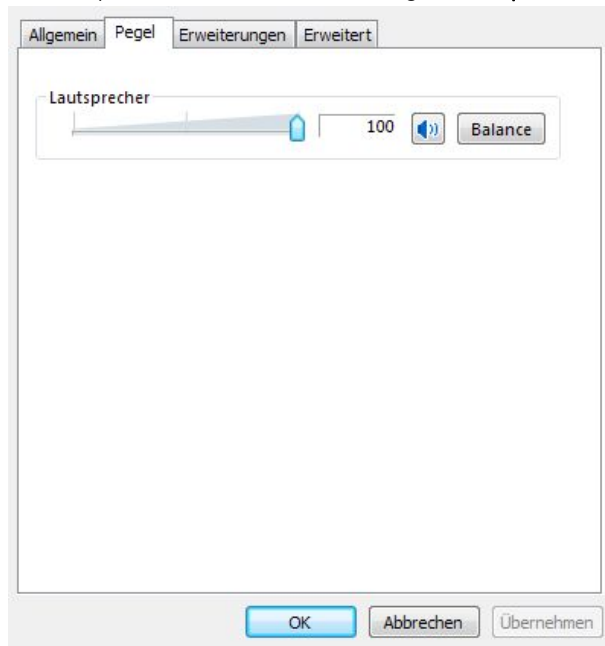 Allgemein Pegel Erweiterungen Erweitert
Lautsprecher
100 Balance
OK Abbrechen Übernehmen